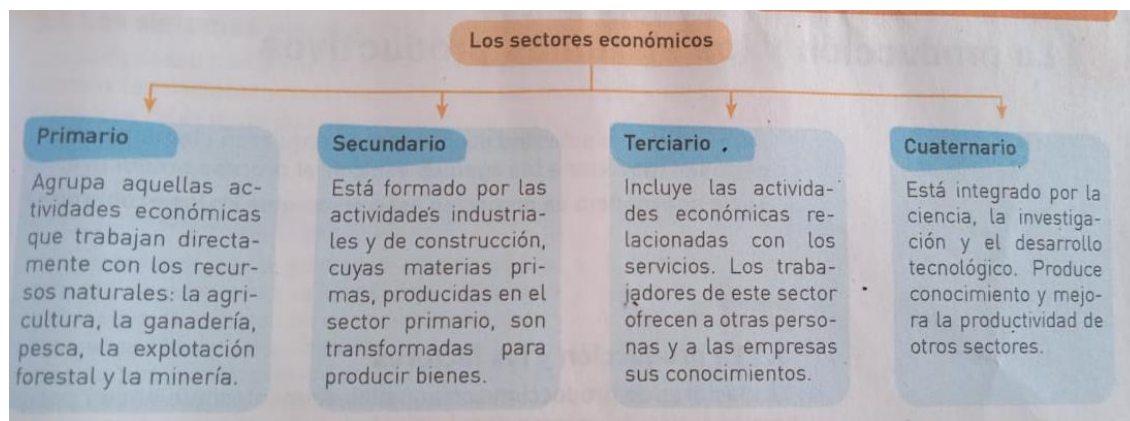 Los sectores económicos
Primario
Agrupa aquellas ac-
tividades económicas
que trabajan directa-
mente con los recur-
sos naturales: la agri-
cultura, la ganadería,
pesca, la explotación
forestal y la minería.
Secundario
Está formado por las
actividades industria-
les y de construcción,
cuyas materias pri-
mas, producidas en el
sector primario, son
transformadas para
producir bienes.
Terciario
Incluye las activida-
des económicas re-
lacionadas con los
servicios. Los traba-
jadores de este sector
ofrecen a otras perso-
nas y a las empresas
sus conocimientos.
Cuaternario
Está integrado por la
ciencia, la investiga-
ción y el desarrollo
tecnológico. Produce
conocimiento y mejo-
ra la productividad de
otros sectores.